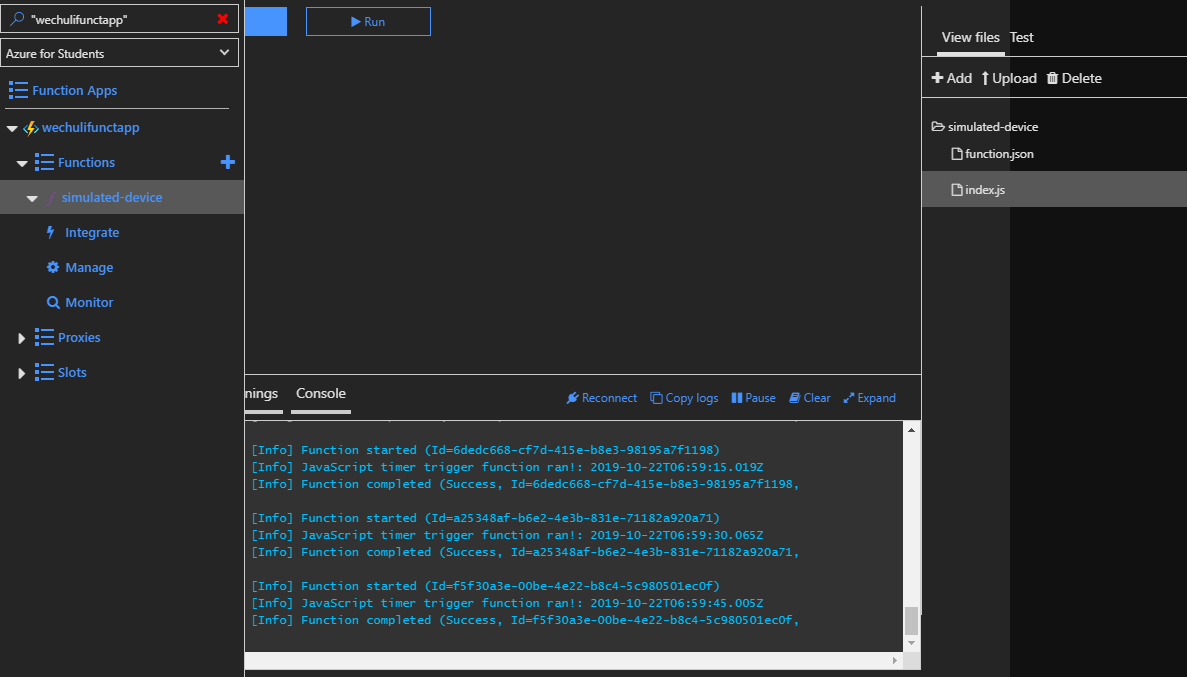 "wechulifunctapp"
Azure for Students
Function Apps
wechulifunctapp
Functions
simulated-device
Integrate
Manage
Monitor
Proxies
Slots
Run
nings
Console
Reconnect
Copy logs
Pause
Clear
Expand
[Info] Function started (Id=6dedc668-cf7d-415e-b8e3-98195a7f1198)
[Info] JavaScript timer trigger function ran!: 2019-10-22T06:59:15.019Z
[Info] Function completed (Success, Id=6dedc668-cf7d-415e-b8e3-98195a7f1198,
[Info] Function started (Id=a25348af-b6e2-4e3b-831e-71182a920a71)
[Info] JavaScript timer trigger function ran!: 2019-10-22T06:59:30.065Z
[Info] Function completed (Success, Id=a25348af-b6e2-4e3b-831e-71182a920a71,
[Info] Function started (Id=f5f30a3e-00be-4e22-b8c4-5c980501ec0f)
[Info] JavaScript timer trigger function ran!: 2019-10-22T06:59:45.005Z
[Info] Function completed (Success, Id=f5f30a3e-00be-4e22-b8c4-5c980501ec0f,
View files
Test
Add
Upload
Delete
simulated-device
function.json
index.js